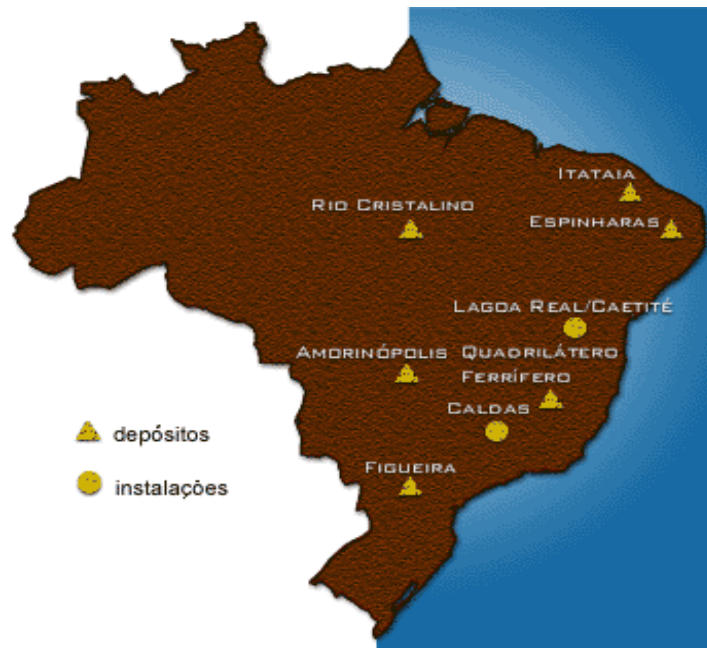 ITATAIA
RIO CRISTALINO
ESPINHARAS
LAGOA REAL/CAETITÉ
AMORINÓPOLIS
QUADRILÁTERO
FERRÍFERO
CALDAS
depósitos
FIGUEIRA
instalações